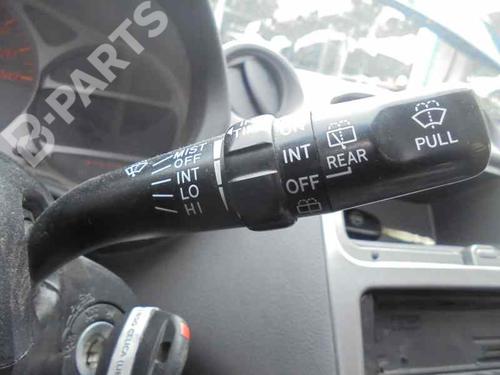 B-PARTS
MIST
OFF
INT
LO
HI
ON
INT
OFF
REAR
PULL